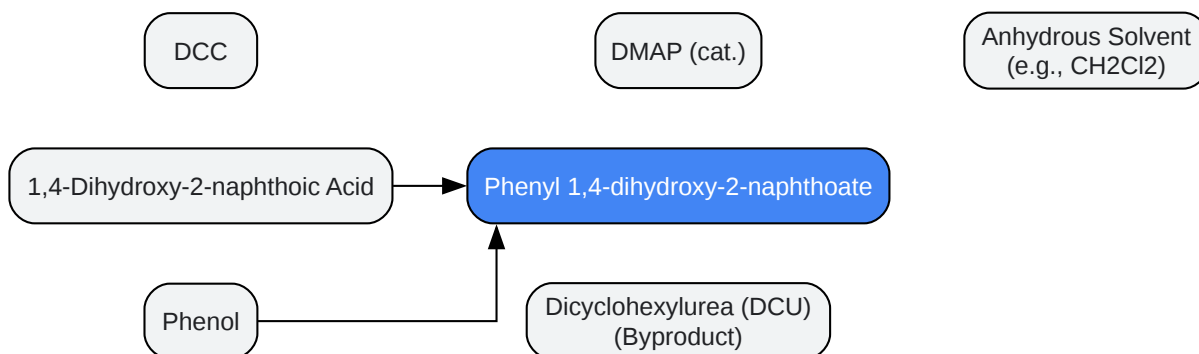 DCC
DMAP (cat.)
Anhydrous Solvent
(e.g., CH2Cl2)
1,4-Dihydroxy-2-naphthoic Acid
Phenyl 1,4-dihydroxy-2-naphthoate
Phenol
Dicyclohexylurea (DCU)
(Byproduct)